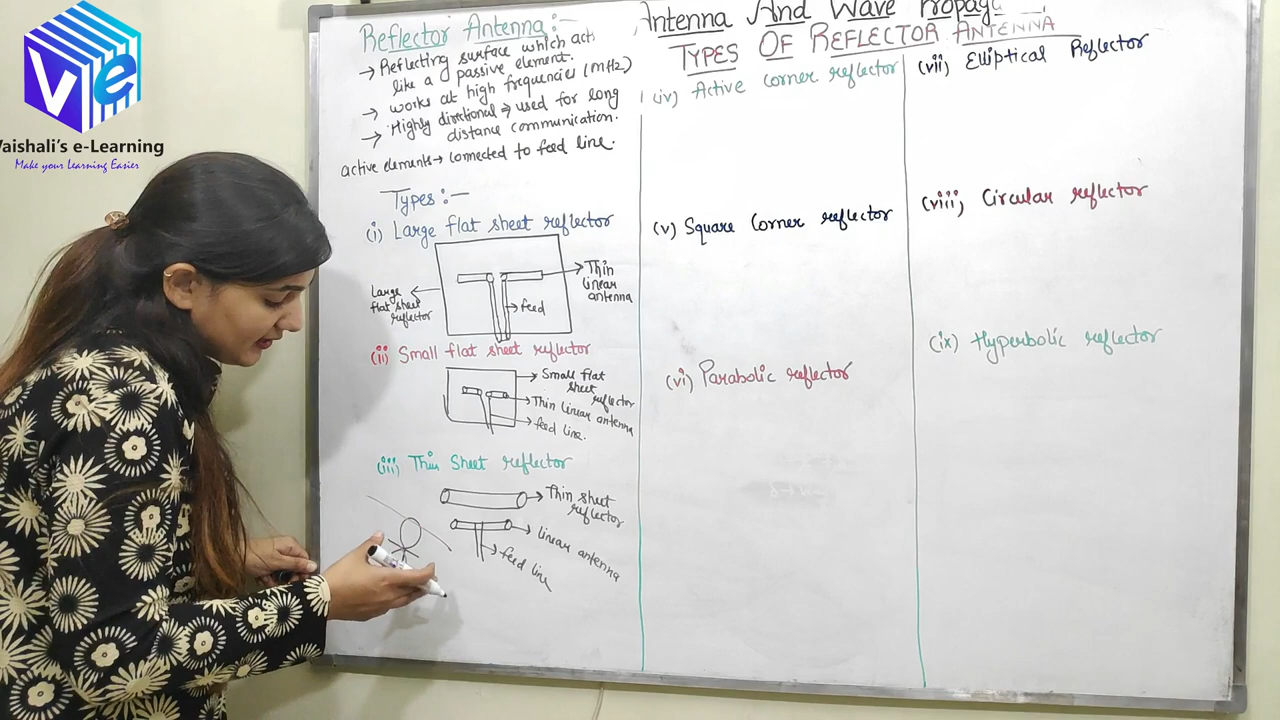 Ve
Vaishali's e-Learning
Make your Learning Easier
Antenna And Wave Propaga
TYPES OF REFLECTOR ANTENNA
Reflector Antenna:-
→ Reflecting surface which act
like a passive element.
→ works at high frequencies (MHz)
→ Highly directional → used for long
distance communication.
active elements → connected to feed line.
Types:-
(i) Large flat sheet reflector
Large
flat sheet
reflector
Thin
linear
antenna
feed
(ii) Small flat sheet reflector
Small flat
sheet
reflector
Thin linear antenna
feed line.
(iii) Thin Sheet reflector
Thin sheet
reflector
linear antenna
feed line
(iv) Active corner reflector
(v) Square Corner reflector
(vi) Parabolic reflector
(vii) Elliptical Reflector
(viii) Circular reflector
(ix) Hyperbolic reflector